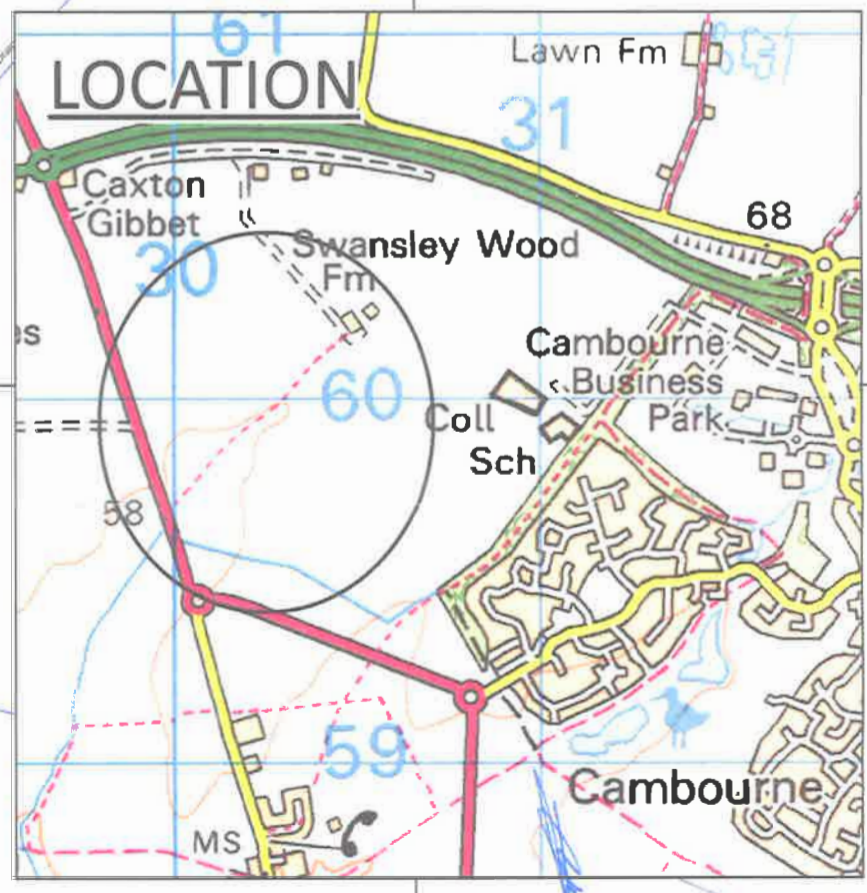 61
Lawn Fm
LOCATION
31
Caxton
Gibbet
68
30
Swansley Wood
Fm
es
Cambourne
Business
Park
60
Coll
Sch
58
59
Cambourne
MS